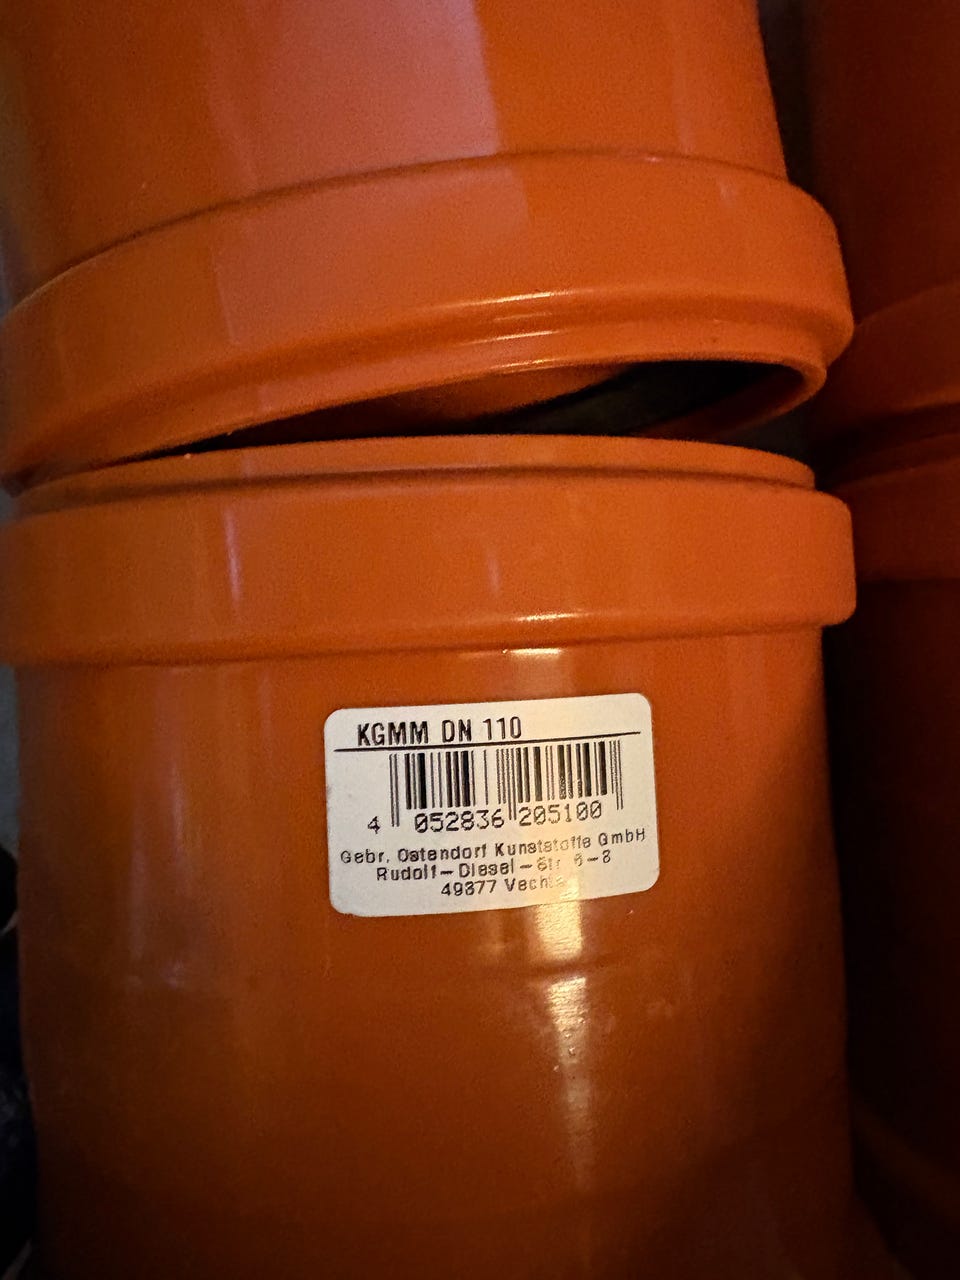 KGMM DN 110
4 052836 205100
Gebr. Ostendorf Kunststoffe GmbH
Rudolf-Diesel-Str. 6-8
49377 Vechta